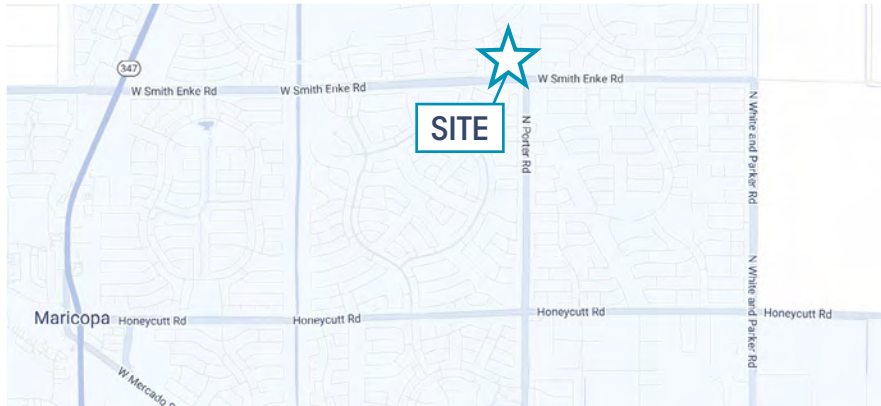 347
W Smith Enke Rd
W Smith Enke Rd
W Smith Enke Rd
SITE
N Porter Rd
N White and Parker Rd
N White and Parker Rd
Maricopa
Honeycutt Rd
Honeycutt Rd
Honeycutt Rd
Honeycutt Rd
W Mercado